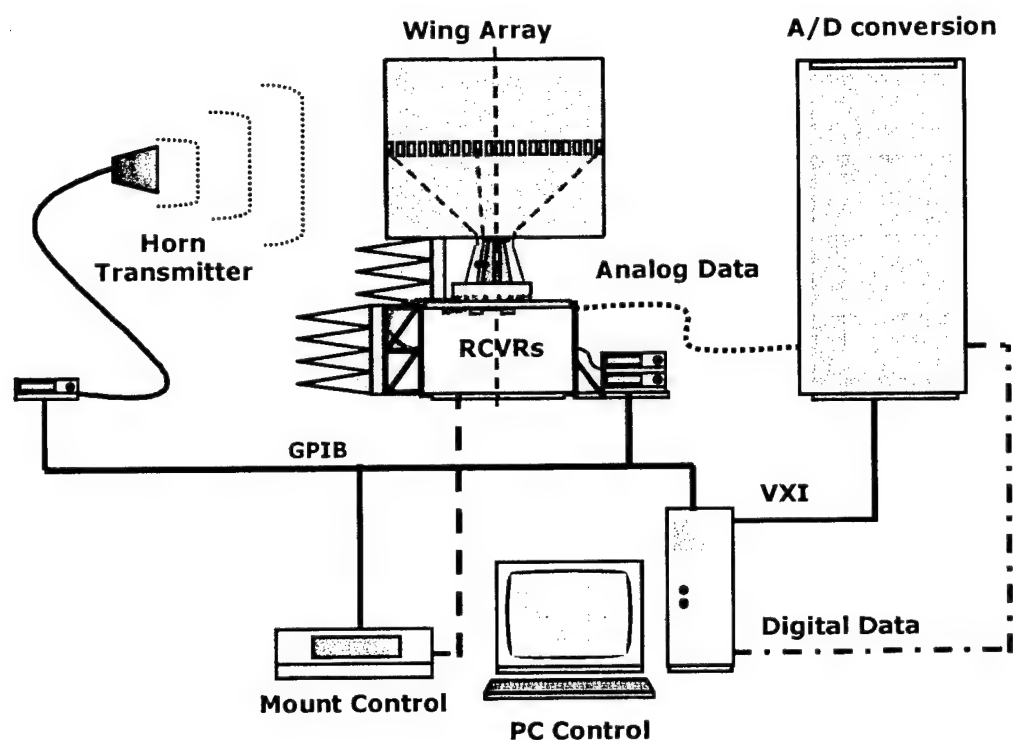 Wing Array
A/D conversion
Horn
Transmitter
Analog Data
RCVRs
GPIB
VXI
Digital Data
Mount Control
PC Control